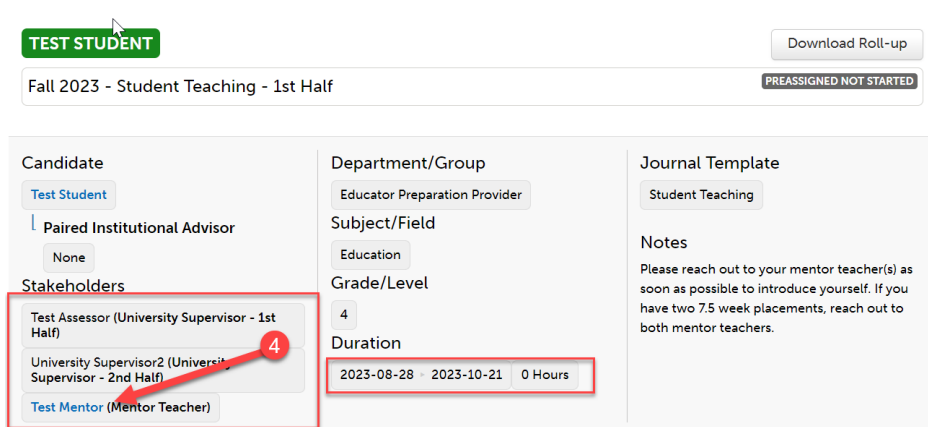 TEST STUDENT
Download Roll-up
Fall 2023 - Student Teaching - 1st Half
PREASSIGNED NOT STARTED
Candidate
Test Student
Paired Institutional Advisor
None
Stakeholders
Test Assessor (University Supervisor - 1st
Half)
University Supervisor2 (University
Supervisor - 2nd Half)
Test Mentor (Mentor Teacher)
4
Department/Group
Educator Preparation Provider
Subject/Field
Education
Grade/Level
4
Duration
2023-08-28 ▸ 2023-10-21 0 Hours
Journal Template
Student Teaching
Notes
Please reach out to your mentor teacher(s) as
soon as possible to introduce yourself. If you
have two 7.5 week placements, reach out to
both mentor teachers.